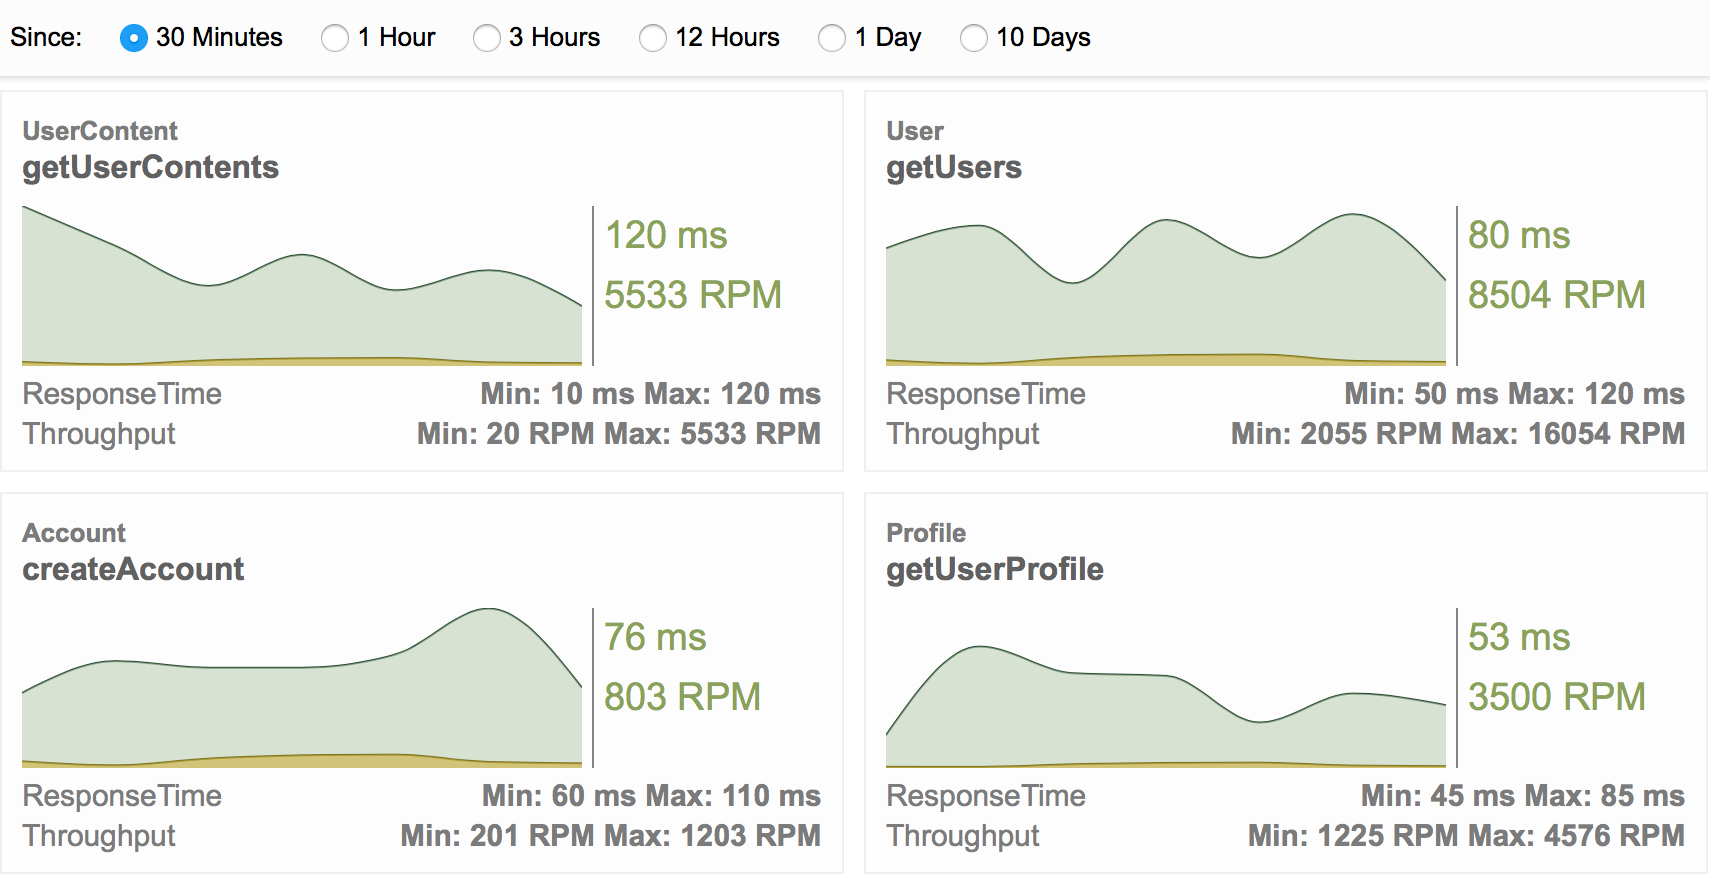 Since: 30 Minutes 1 Hour 3 Hours 12 Hours 1 Day 10 Days
UserContent
getUserContents
120 ms
5533 RPM
ResponseTime Min: 10 ms Max: 120 ms
Throughput Min: 20 RPM Max: 5533 RPM
User
getUsers
80 ms
8504 RPM
ResponseTime Min: 50 ms Max: 120 ms
Throughput Min: 2055 RPM Max: 16054 RPM
Account
createAccount
76 ms
803 RPM
ResponseTime Min: 60 ms Max: 110 ms
Throughput Min: 201 RPM Max: 1203 RPM
Profile
getUserProfile
53 ms
3500 RPM
ResponseTime Min: 45 ms Max: 85 ms
Throughput Min: 1225 RPM Max: 4576 RPM